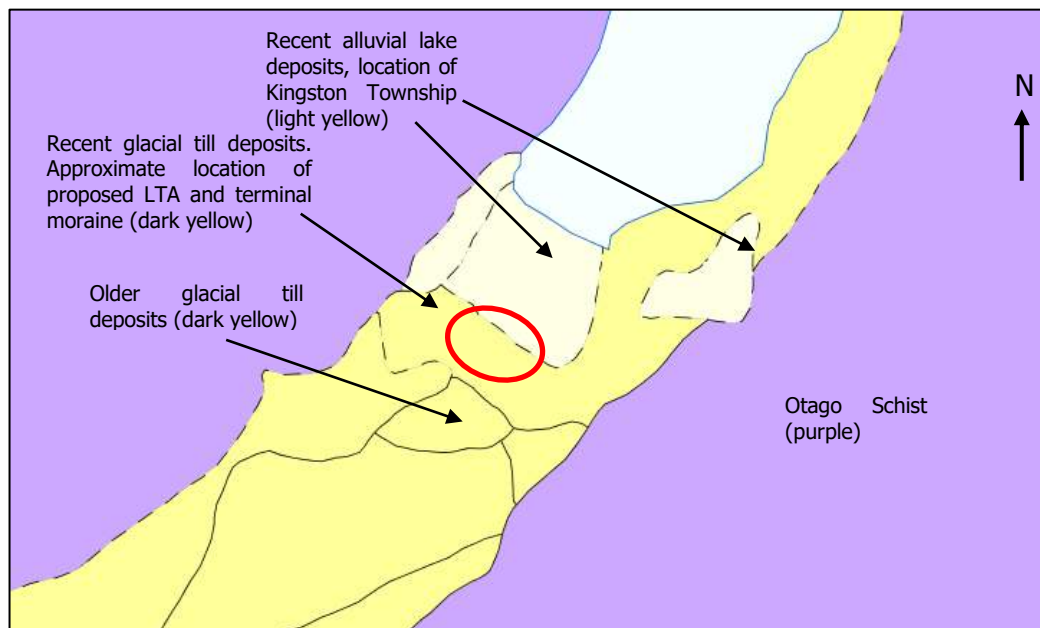 Recent alluvial lake
deposits, location of
Kingston Township
(light yellow)
N
Recent glacial till deposits.
Approximate location of
proposed LTA and terminal
moraine (dark yellow)
Older glacial till
deposits (dark yellow)
Otago Schist
(purple)